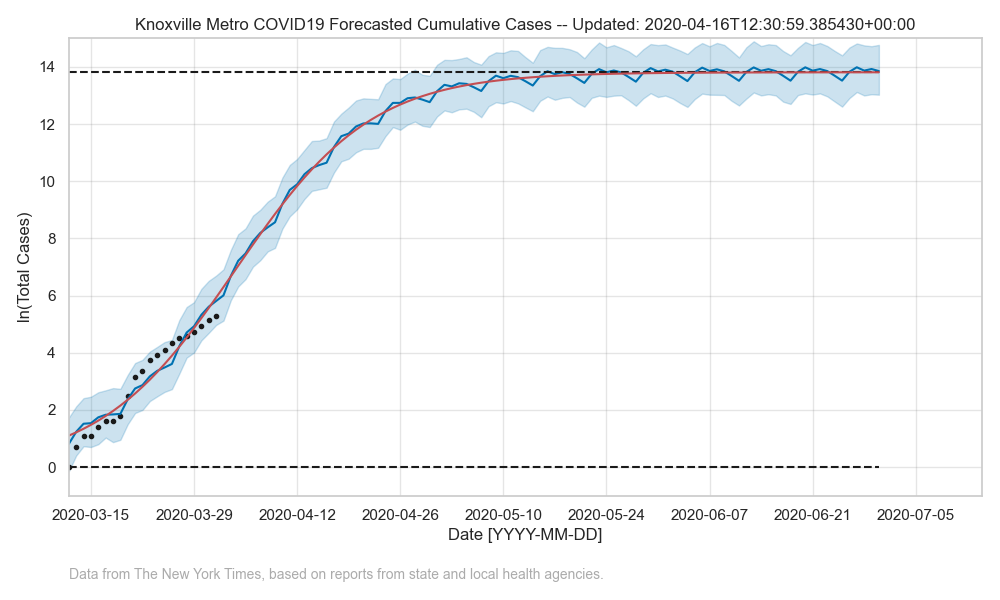 Knoxville Metro COVID19 Forecasted Cumulative Cases -- Updated: 2020-04-16T12:30:59.385430+00:00
14
12
10
8
6
4
2
0
ln(Total Cases)
2020-03-15 2020-03-29 2020-04-12 2020-04-26 2020-05-10 2020-05-24 2020-06-07 2020-06-21 2020-07-05
Date [YYYY-MM-DD]
Data from The New York Times, based on reports from state and local health agencies.